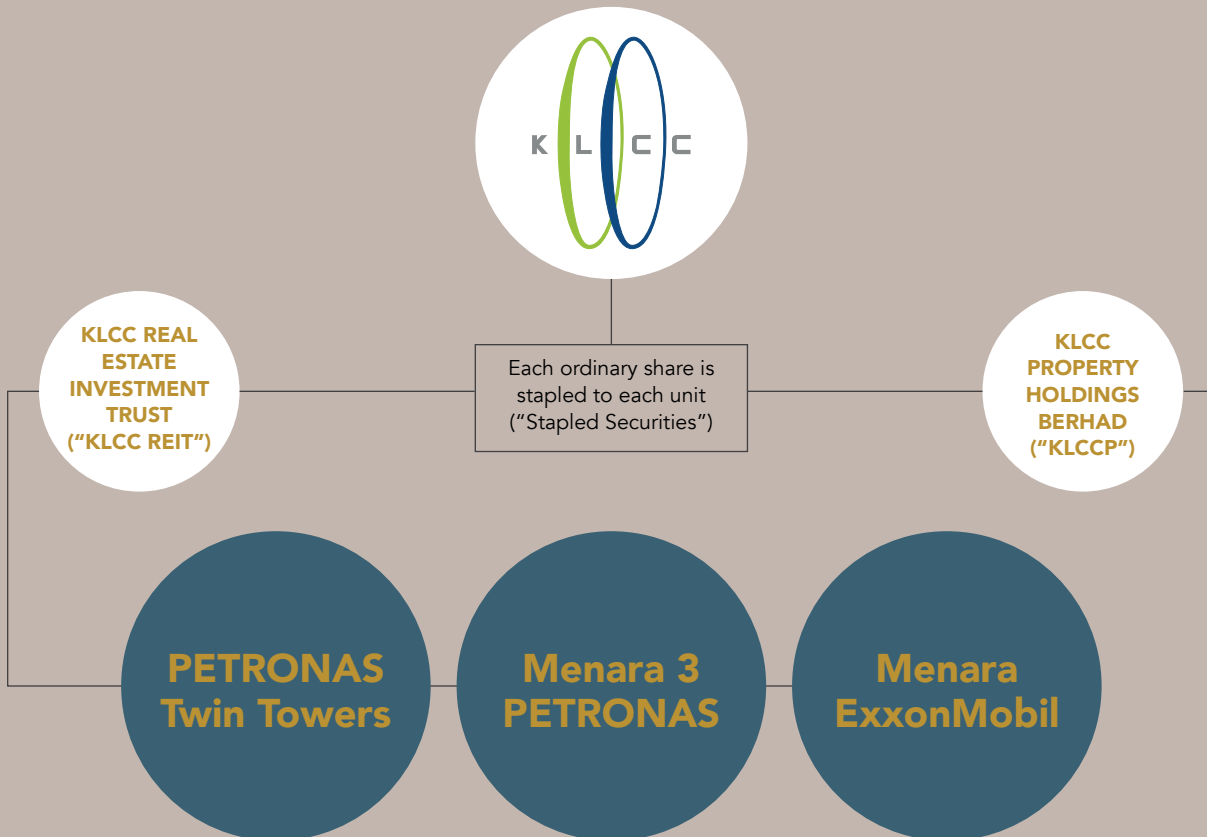 K L C C
KLCC REAL
ESTATE
INVESTMENT
TRUST
(“KLCC REIT”)
Each ordinary share is
stapled to each unit
(“Stapled Securities”)
KLCC
PROPERTY
HOLDINGS
BERHAD
(“KLCCP”)
PETRONAS
Twin Towers
Menara 3
PETRONAS
Menara
ExxonMobil